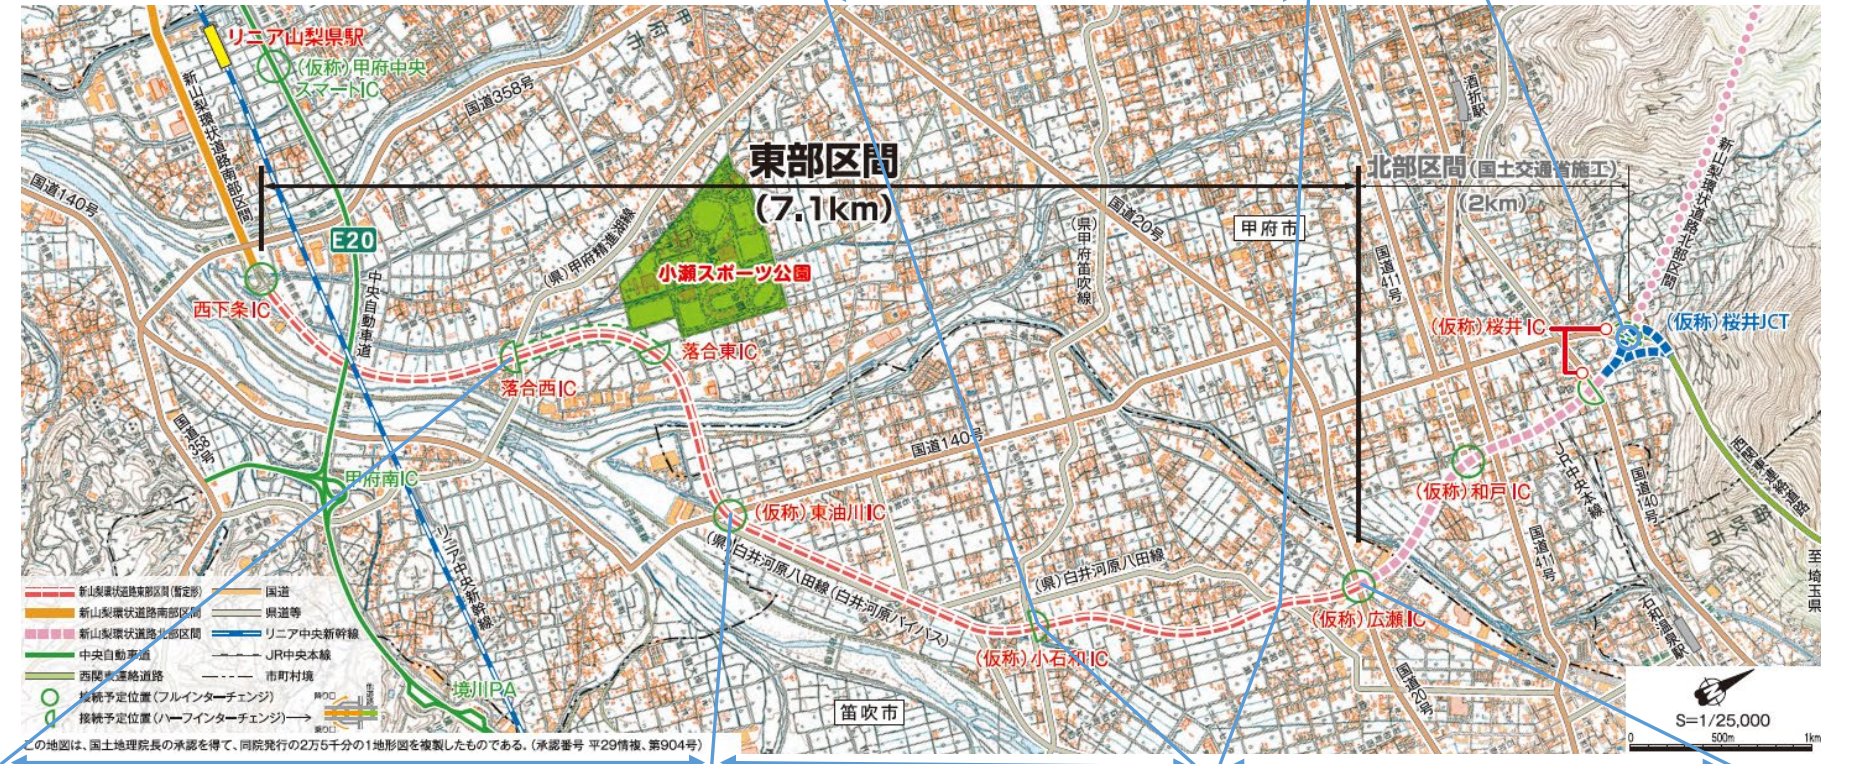 リニア山梨県駅
(仮称)甲府中央
スマートIC
甲府市
国道358号
新山梨環状道路南部区間
国道140号
E20
中央自動車道
西下条IC
(県)甲府精進湖線
東部区間
(7.1km)
小瀬スポーツ公園
落合西IC
落合東IC
国道358号
甲府南IC
リニア中央新幹線
境川PA
(仮称)東油川IC
国道140号
(県)白井河原八田線(白井河原バイパス)
(県)白井河原八田線
(仮称)小石和IC
笛吹市
(県)甲府笛吹線
国道20号
甲府市
国道411号
酒折駅
北部区間(国土交通省施工)
(2km)
新山梨環状道路北部区間
(仮称)桜井IC
(仮称)桜井JCT
(仮称)和戸IC
JR中央本線
国道140号
西関東連絡道路
笛吹市
至 埼玉県
国道411号
石和温泉駅
(仮称)広瀬IC
国道20号
新山梨環状道路東部区間(暫定形)
新山梨環状道路南部区間
新山梨環状道路北部区間
中央自動車道
西関東連絡道路
接続予定位置(フルインターチェンジ)
接続予定位置(ハーフインターチェンジ)
国道
県道等
リニア中央新幹線
JR中央本線
市町村境
降り口
乗り口
この地図は、国土地理院長の承認を得て、同院発行の2万5千分の1地形図を複製したものである。(承認番号 平29情複、第904号)
S=1/25,000
0 500m 1km